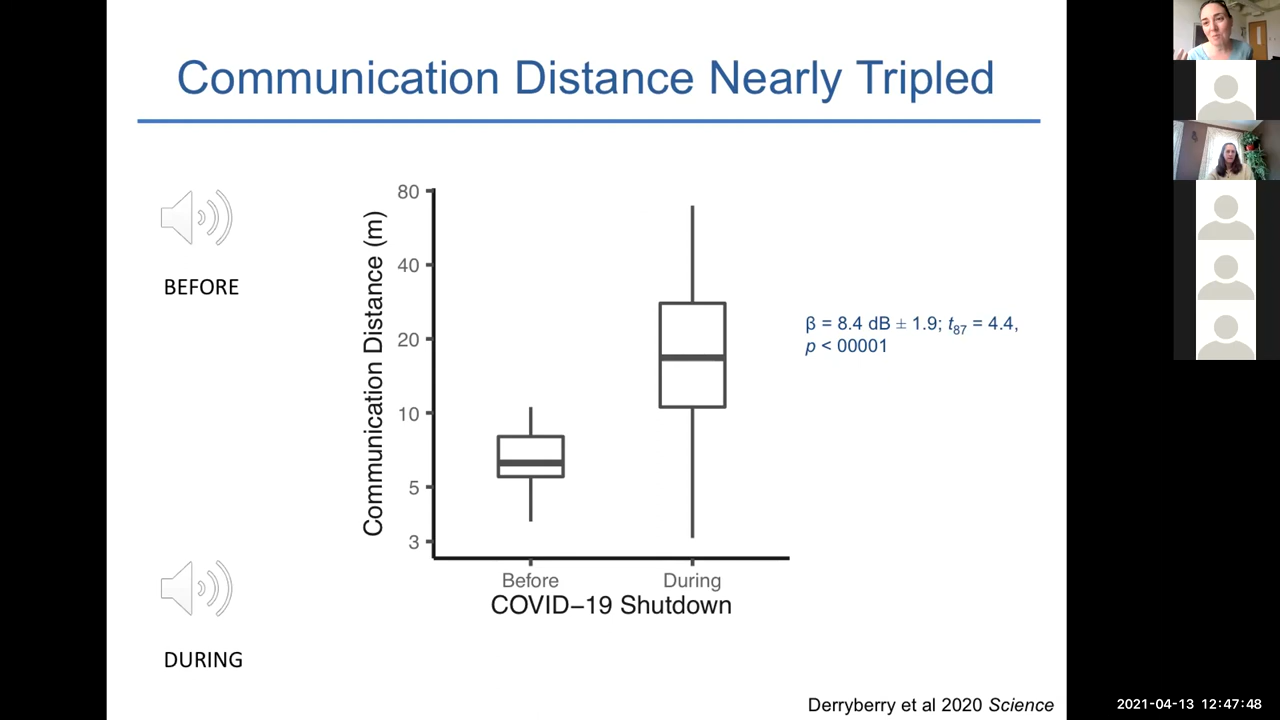 Communication Distance Nearly Tripled
BEFORE
DURING
Communication Distance (m)
80
40
20
10
5
3
Before
During
COVID−19 Shutdown
β = 8.4 dB ± 1.9; t87 = 4.4,
p < 00001
Derryberry et al 2020 Science
2021-04-13 12:47:48